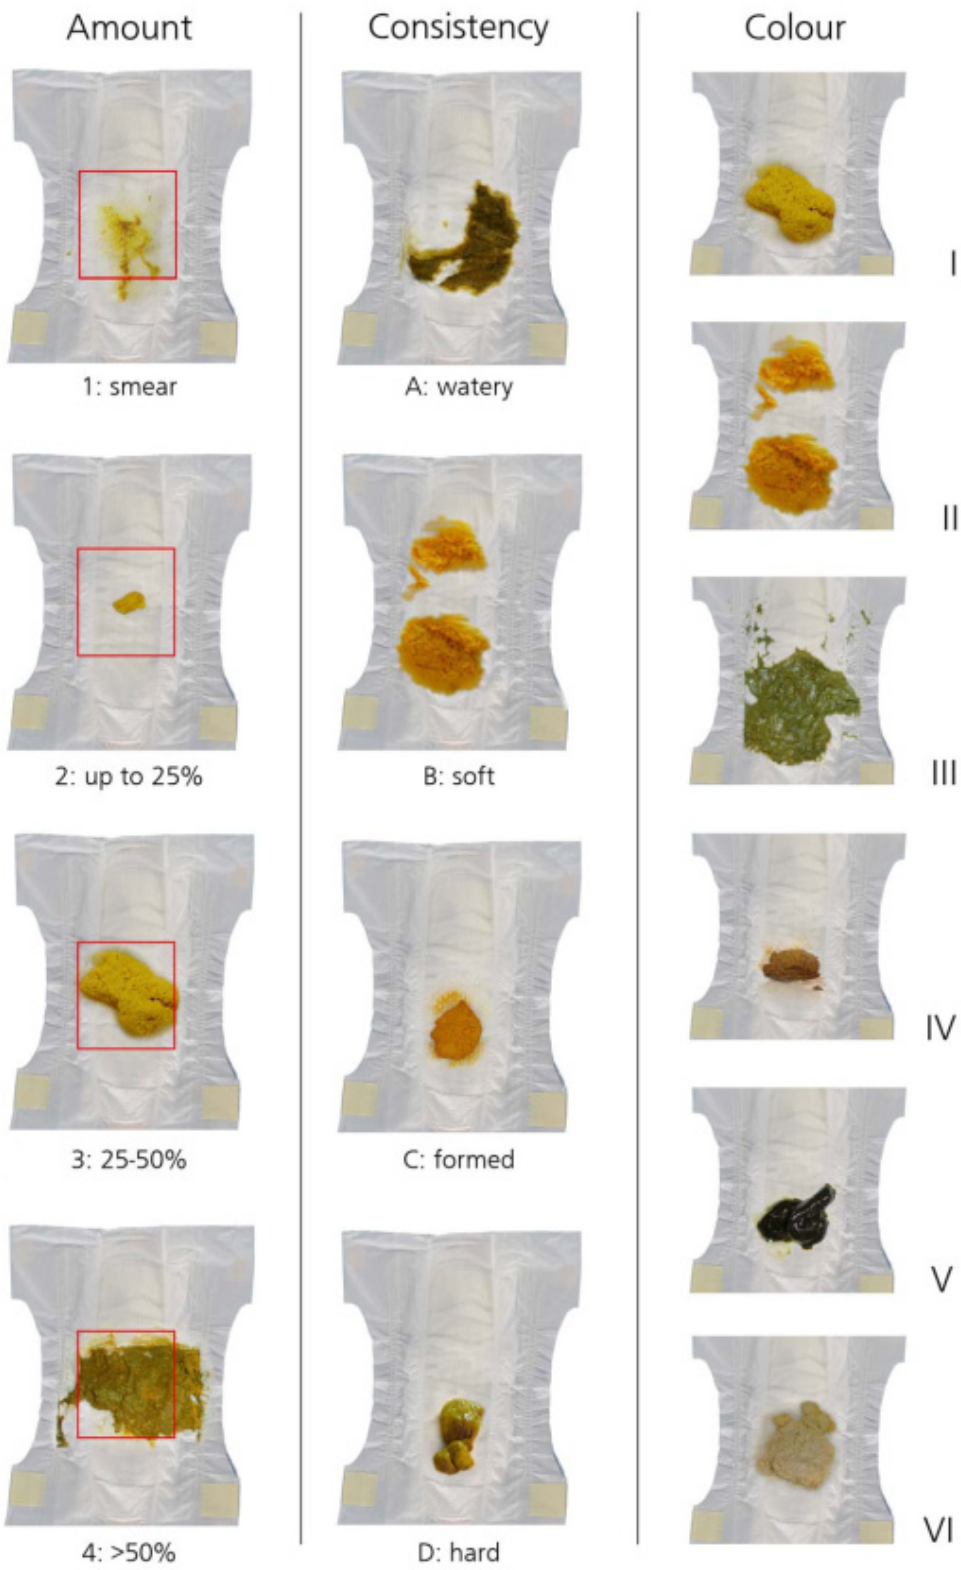 Amount
Consistency
Colour
1: smear
A: watery
I
2: up to 25%
B: soft
II
III
3: 25-50%
C: formed
IV
V
4: >50%
D: hard
VI